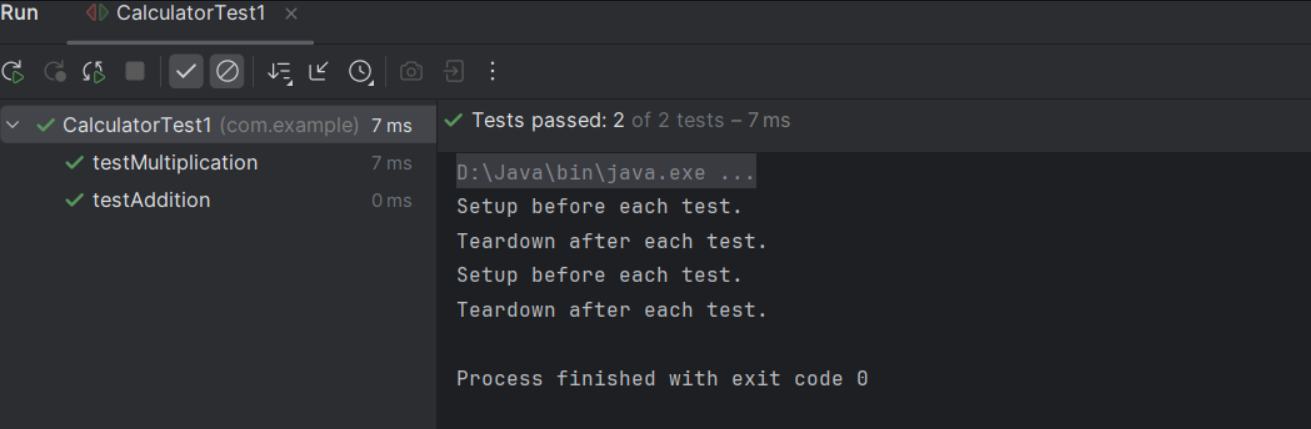 Run CalculatorTest1
CalculatorTest1 (com.example) 7 ms
testMultiplication 7 ms
testAddition 0 ms
Tests passed: 2 of 2 tests – 7 ms
D:\Java\bin\java.exe ...
Setup before each test.
Teardown after each test.
Setup before each test.
Teardown after each test.
Process finished with exit code 0